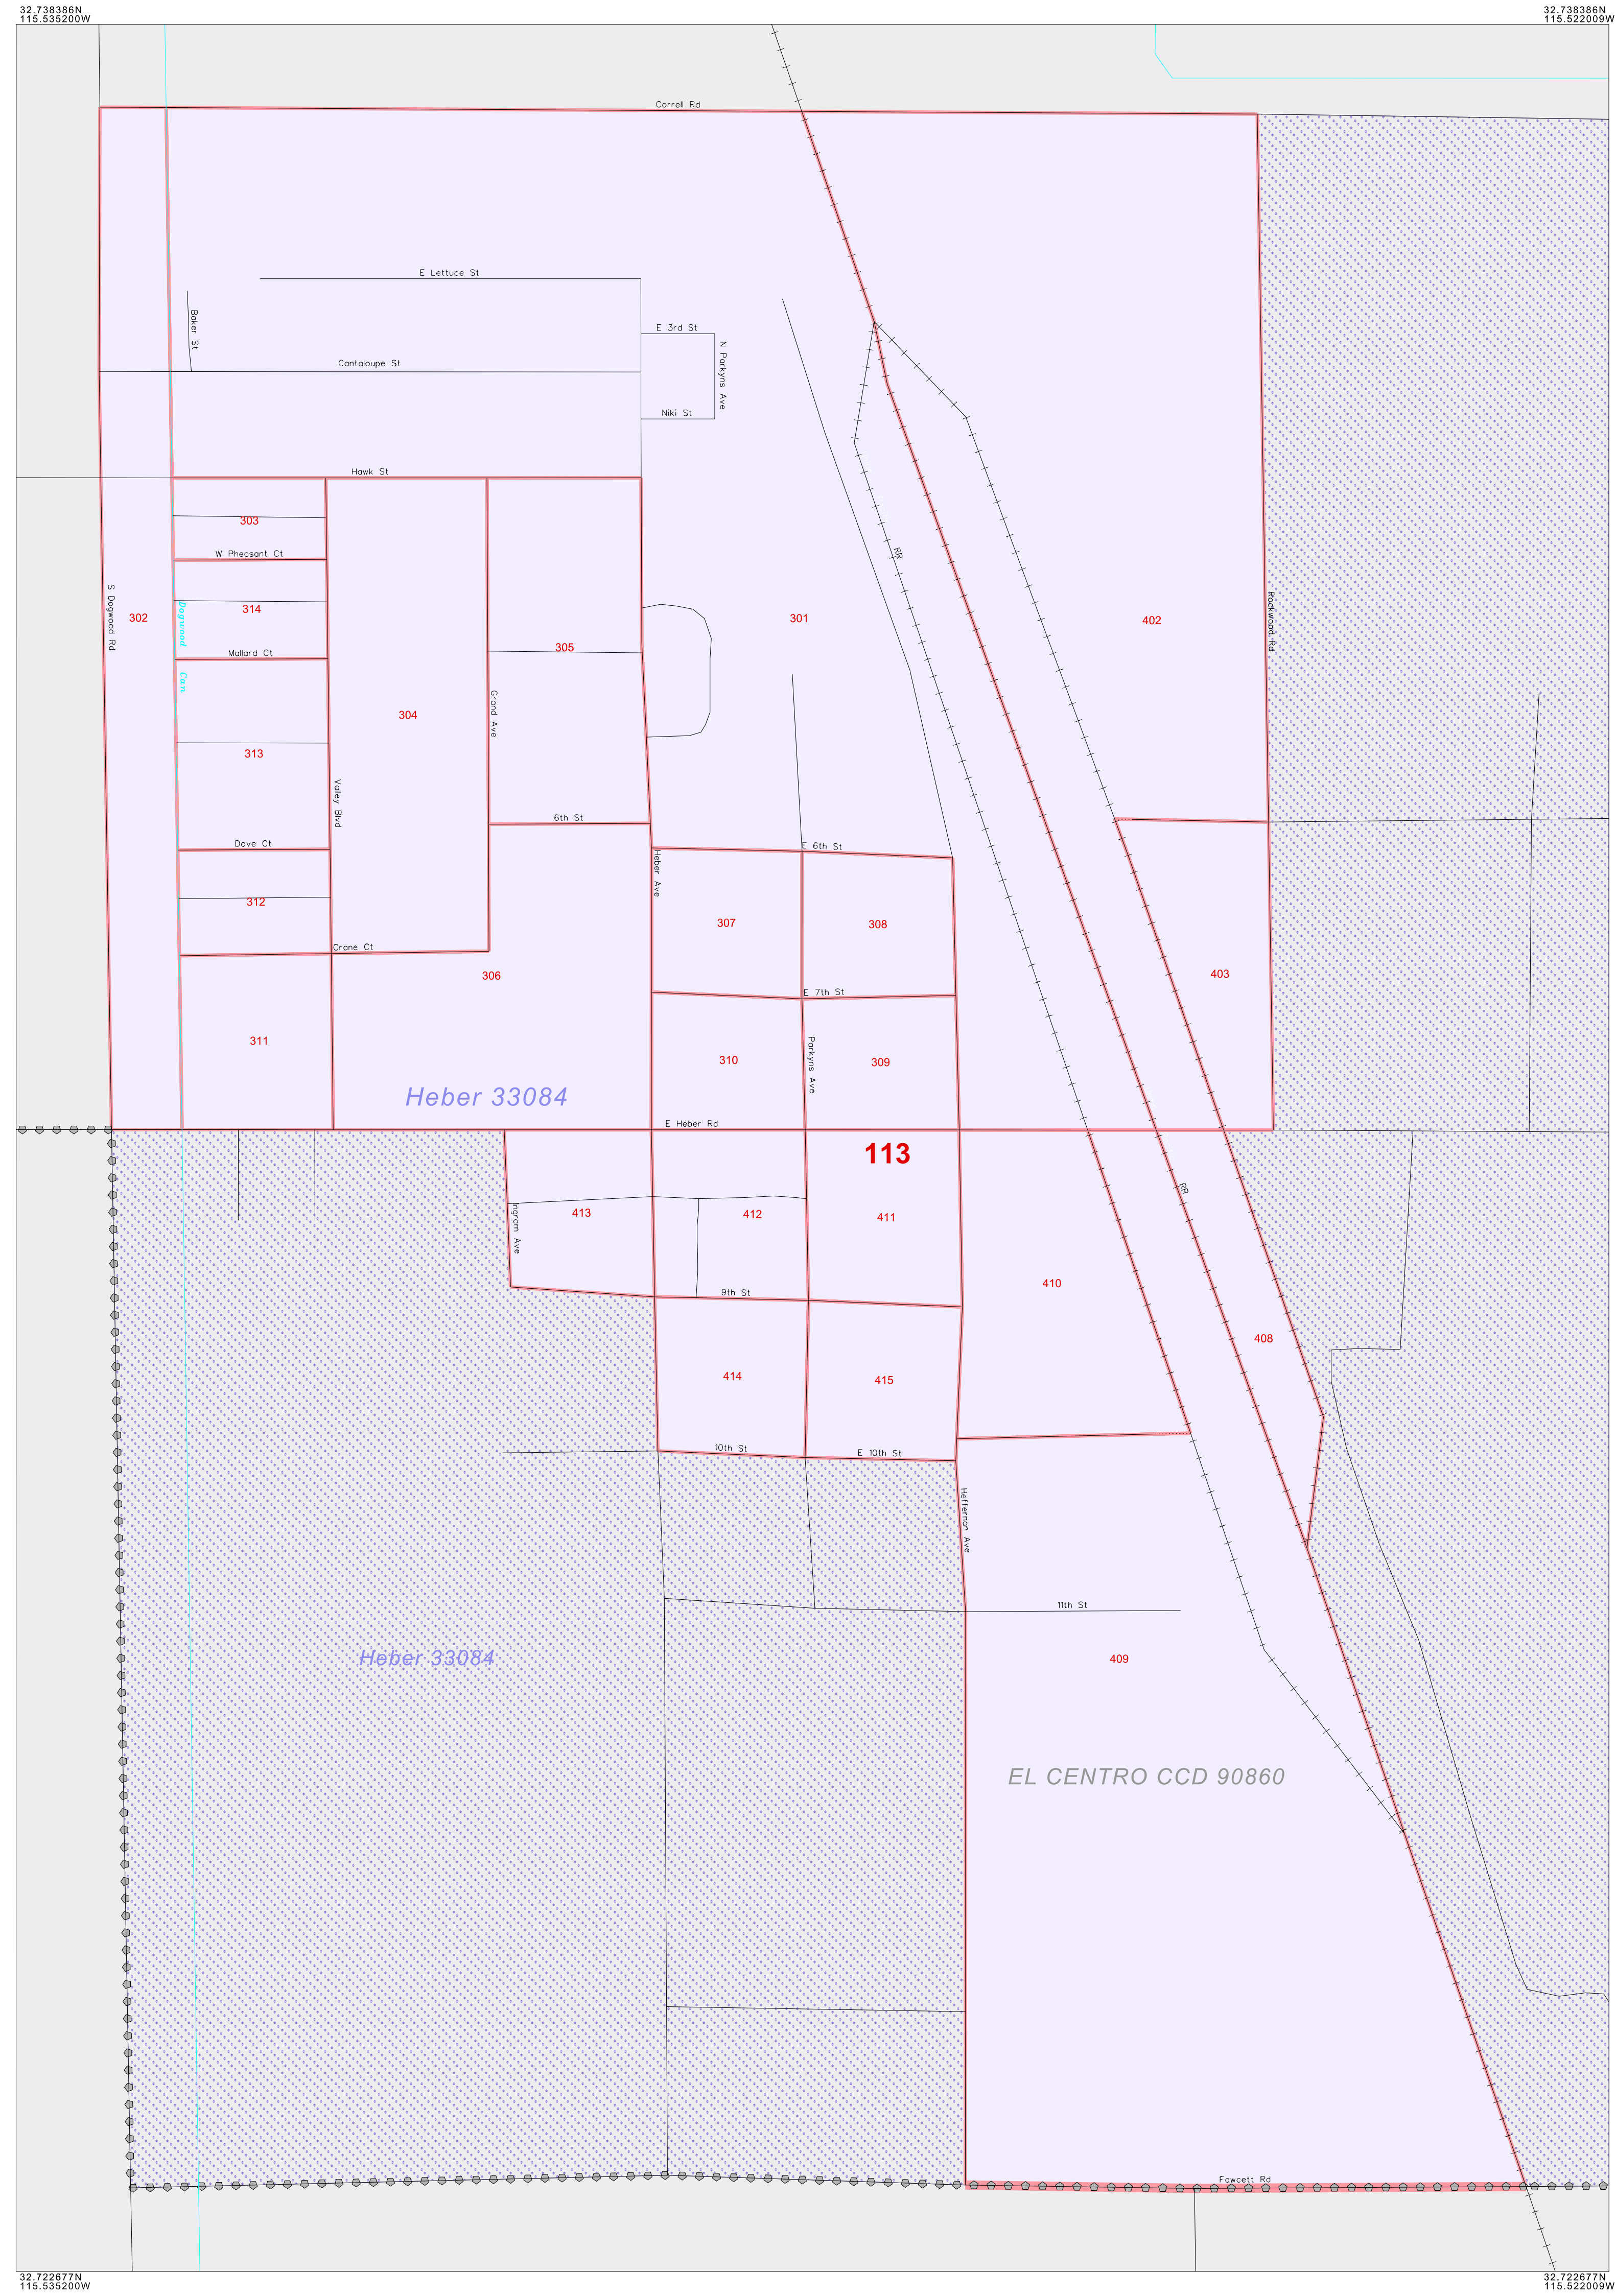 32.738386N
115.535200W
32.738386N
115.522009W
Correll Rd
E Lettuce St
Baker St
E 3rd St
N Parkyns Ave
Cantaloupe St
Niki St
Hawk St
303
W Pheasant Ct
RR
S Dogwood Rd
302
Dogwood Can
314
301
402
Rockwood Rd
Mallard Ct
305
304
Grand Ave
313
Valley Blvd
6th St
Dove Ct
E 6th St
Heber Ave
312
307
308
Crane Ct
306
403
E 7th St
311
310
Parkyns Ave
309
Heber 33084
E Heber Rd
113
RR
Ingram Ave
413
412
411
410
9th St
408
414
415
10th St
E 10th St
Heffernan Ave
11th St
Heber 33084
409
EL CENTRO CCD 90860
Fawcett Rd
32.722677N
115.535200W
32.722677N
115.522009W